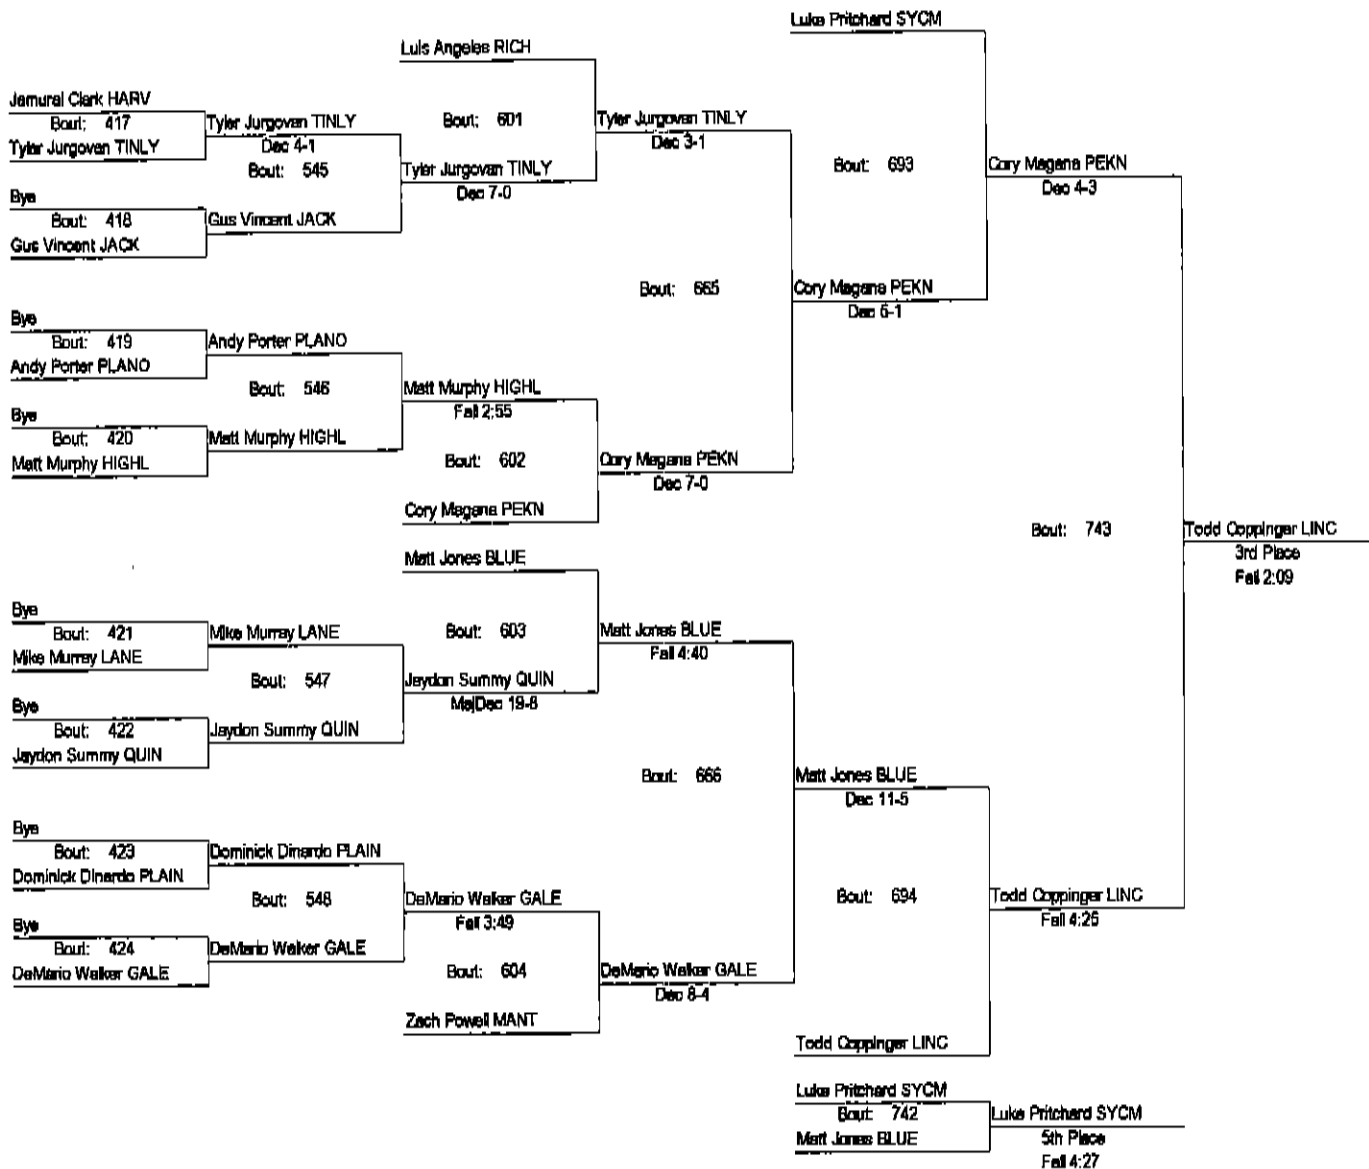 Luke Pritchard SYCM
Luis Angeles RICH
Jamural Clark HARV
Bout: 417
Tyler Jurgovan TINLY
Tyler Jurgovan TINLY
Dec 4-1
Bout: 545
Bout: 601
Tyler Jurgovan TINLY
Dec 3-1
Tyler Jurgovan TINLY
Dec 7-0
Bout: 693
Cory Magana PEKN
Dec 4-3
Bye
Bout: 418
Gus Vincent JACK
Gus Vincent JACK
Bout: 665
Cory Magana PEKN
Dec 5-1
Bye
Bout: 419
Andy Porter PLANO
Andy Porter PLANO
Bout: 546
Matt Murphy HIGHL
Fall 2:55
Bye
Bout: 420
Matt Murphy HIGHL
Matt Murphy HIGHL
Bout: 602
Cory Magana PEKN
Dec 7-0
Cory Magana PEKN
Bout: 743
Todd Coppinger LINC
3rd Place
Fall 2:09
Matt Jones BLUE
Bye
Bout: 421
Mike Murray LANE
Mike Murray LANE
Bout: 603
Matt Jones BLUE
Fall 4:40
Bout: 547
Jaydon Summy QUIN
MajDec 19-8
Bye
Bout: 422
Jaydon Summy QUIN
Jaydon Summy QUIN
Bout: 666
Matt Jones BLUE
Dec 11-5
Bye
Bout: 423
Dominick Dinardo PLAIN
Dominick Dinardo PLAIN
Bout: 548
DeMario Walker GALE
Fall 3:49
Bout: 694
Todd Coppinger LINC
Fall 4:25
Bye
Bout: 424
DeMario Walker GALE
DeMario Walker GALE
Bout: 604
DeMario Walker GALE
Dec 8-4
Zach Powell MANT
Todd Coppinger LINC
Luke Pritchard SYCM
Bout: 742
Matt Jones BLUE
Luke Pritchard SYCM
5th Place
Fall 4:27